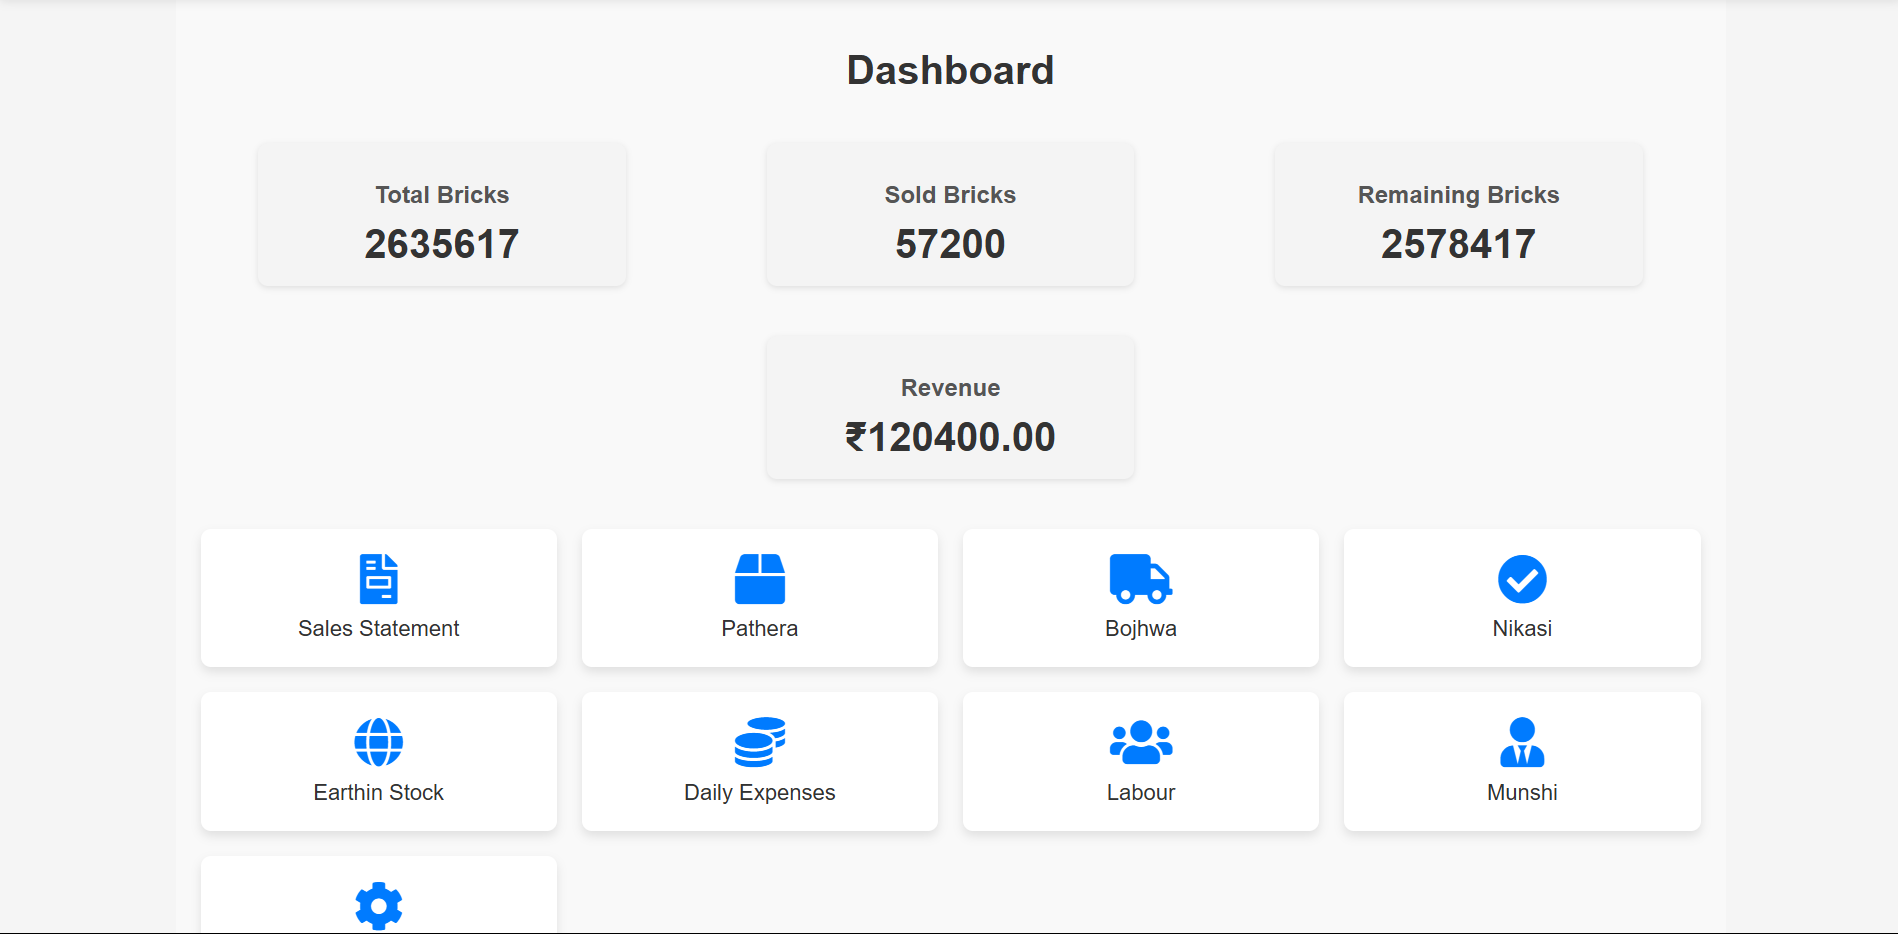 Dashboard
Total Bricks
2635617
Sold Bricks
57200
Remaining Bricks
2578417
Revenue
₹120400.00
Sales Statement
Pathera
Bojhwa
Nikasi
Earthin Stock
Daily Expenses
Labour
Munshi